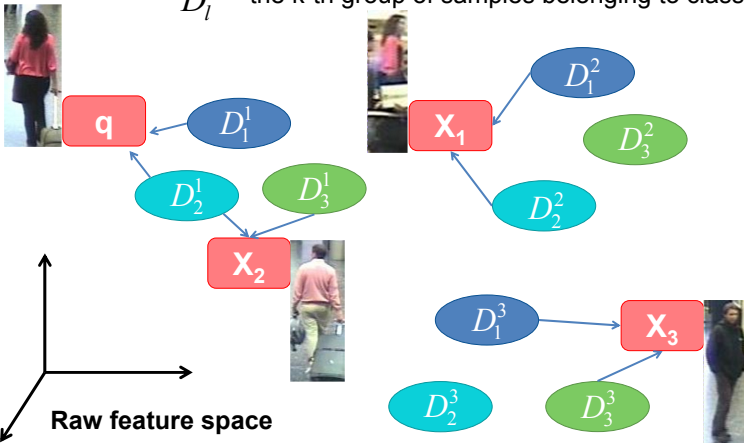 D_l the k-th group of samples belonging to class
q
D_1^1
D_2^1
D_3^1
X_2
X_1
D_1^2
D_3^2
D_2^2
D_1^3
X_3
D_2^3
D_3^3
Raw feature space